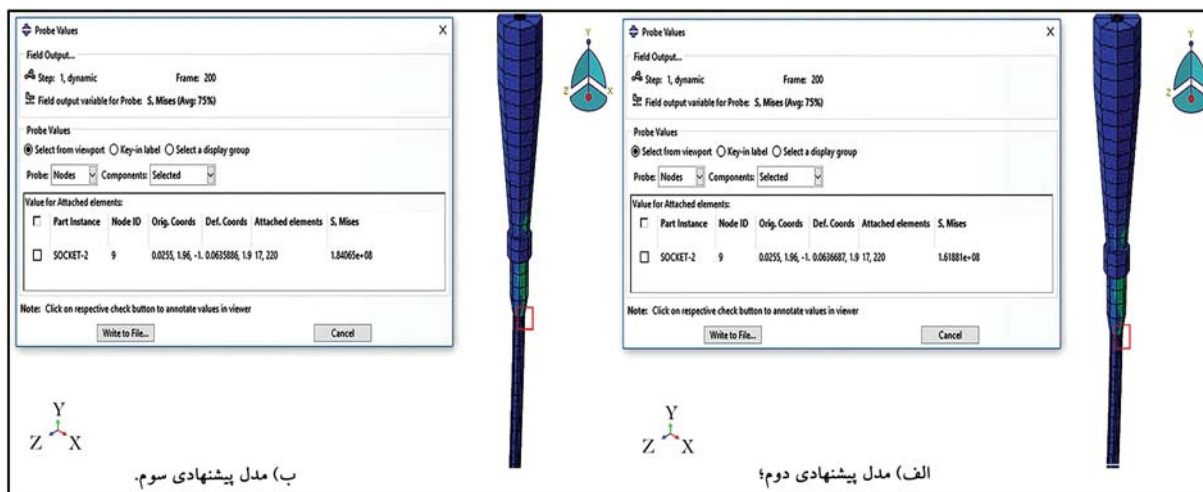 Probe Values X
Field Output...
Step: 1, dynamic Frame: 200
Field output variable for Probe: S, Mises (Avg: 75%)
Probe Values
Select from viewport Key-in label Select a display group
Probe: Nodes Components: Selected
Value for Attached elements:
Part Instance Node ID Orig. Coords Def. Coords Attached elements S, Mises
SOCKET-2 9 0.0255, 1.96, -1. 0.0636687, 1.9 17, 220 1.61881e+08
Note: Click on respective check button to annotate values in viewer
Write to File... Cancel
Y
Z X
Y
Z X
الف) مدل پیشنهادی دوم؛
Probe Values X
Field Output...
Step: 1, dynamic Frame: 200
Field output variable for Probe: S, Mises (Avg: 75%)
Probe Values
Select from viewport Key-in label Select a display group
Probe: Nodes Components: Selected
Value for Attached elements:
Part Instance Node ID Orig. Coords Def. Coords Attached elements S, Mises
SOCKET-2 9 0.0255, 1.96, -1. 0.0635886, 1.9 17, 220 1.84065e+08
Note: Click on respective check button to annotate values in viewer
Write to File... Cancel
Y
Z X
Y
Z X
ب) مدل پیشنهادی سوم.